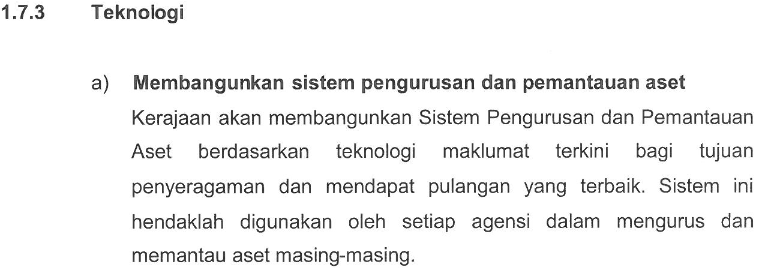 1.7.3 Teknologi
a) Membangunkan sistem pengurusan dan pemantauan aset
Kerajaan akan membangunkan Sistem Pengurusan dan Pemantauan
Aset berdasarkan teknologi maklumat terkini bagi tujuan
penyeragaman dan mendapat pulangan yang terbaik. Sistem ini
hendaklah digunakan oleh setiap agensi dalam mengurus dan
memantau aset masing-masing.